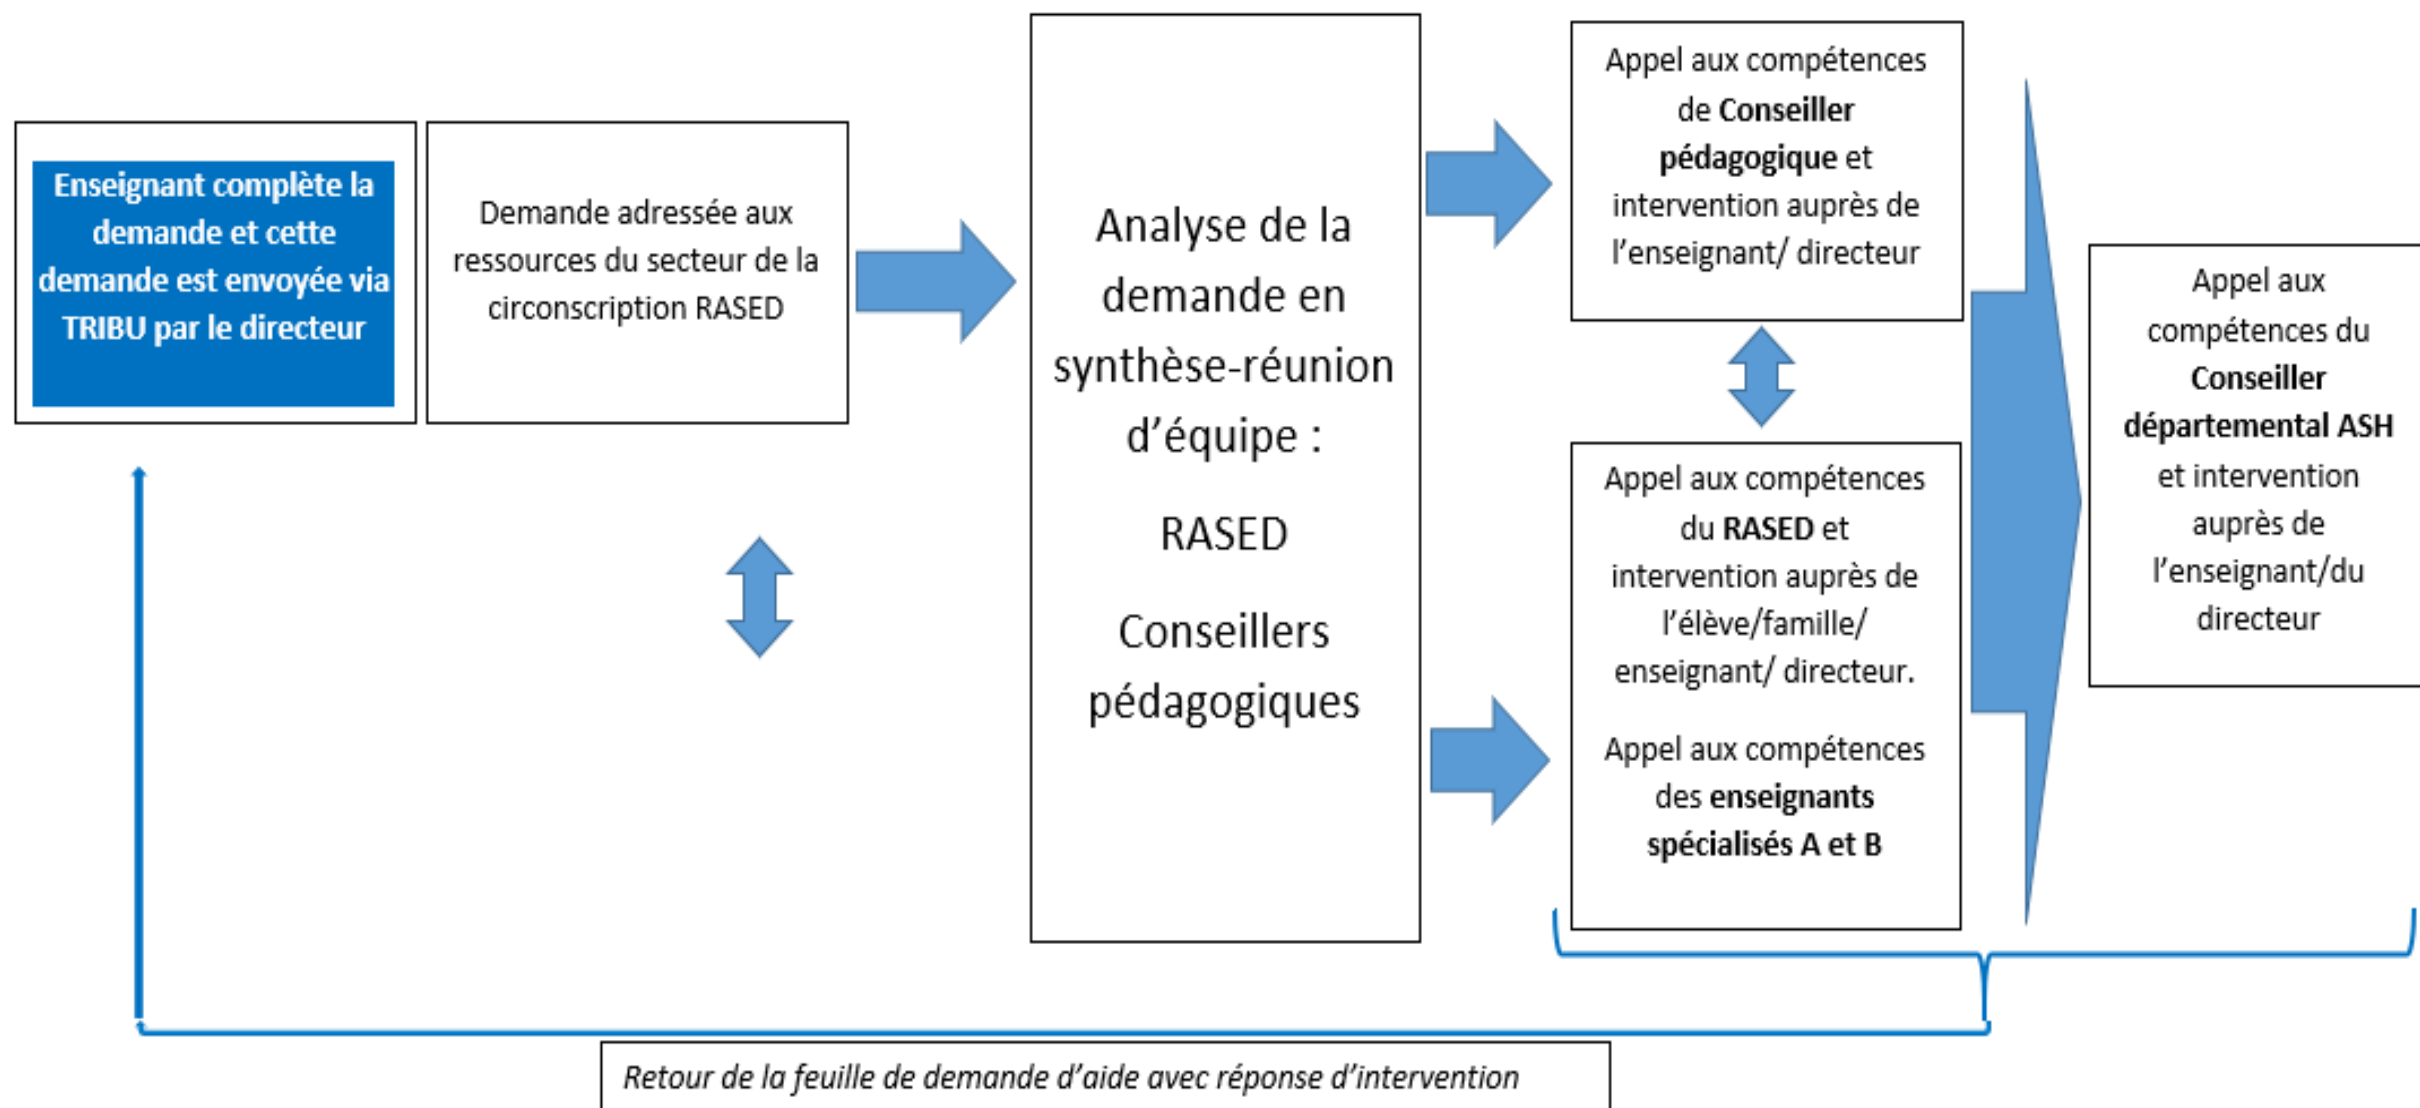 Enseignant complète la
demande et cette
demande est envoyée via
TRIBU par le directeur
Demande adressée aux
ressources du secteur de la
circonscription RASED
Analyse de la
demande en
synthèse-réunion
d’équipe :
RASED
Conseillers
pédagogiques
Appel aux compétences
de Conseiller
pédagogique et
intervention auprès de
l’enseignant/ directeur
Appel aux compétences
du RASED et
intervention auprès de
l’élève/famille/
enseignant/ directeur.
Appel aux compétences
des enseignants
spécialisés A et B
Appel aux
compétences du
Conseiller
départemental ASH
et intervention
auprès de
l’enseignant/du
directeur
Retour de la feuille de demande d’aide avec réponse d’intervention